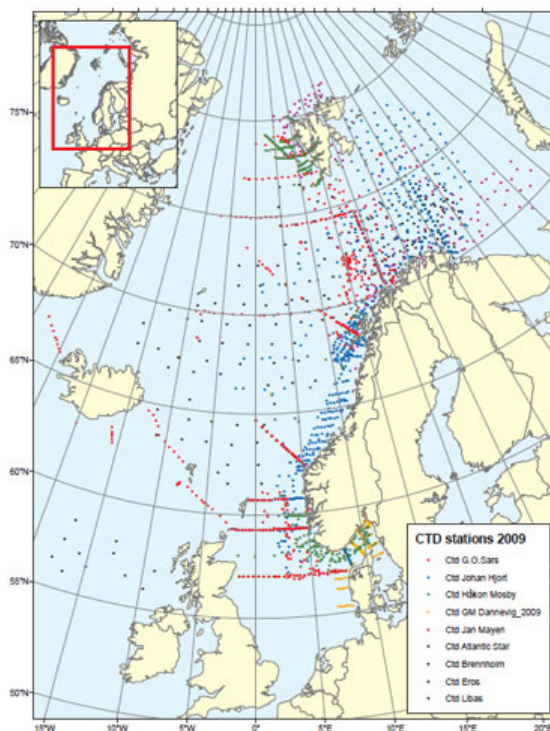 75°N
70°N
65°N
60°N
55°N
50°N
CTD stations 2009
Ctd G.O.Sars
Ctd Johan Hjort
Ctd Håkon Mosby
Ctd GM Dannevig_2009
Ctd Jan Mayen
Ctd Atlantic Star
Ctd Brennholm
Ctd Eros
Ctd Libas
15°W 10°W 5°W 0° 5°E 10°E 15°E 20°E